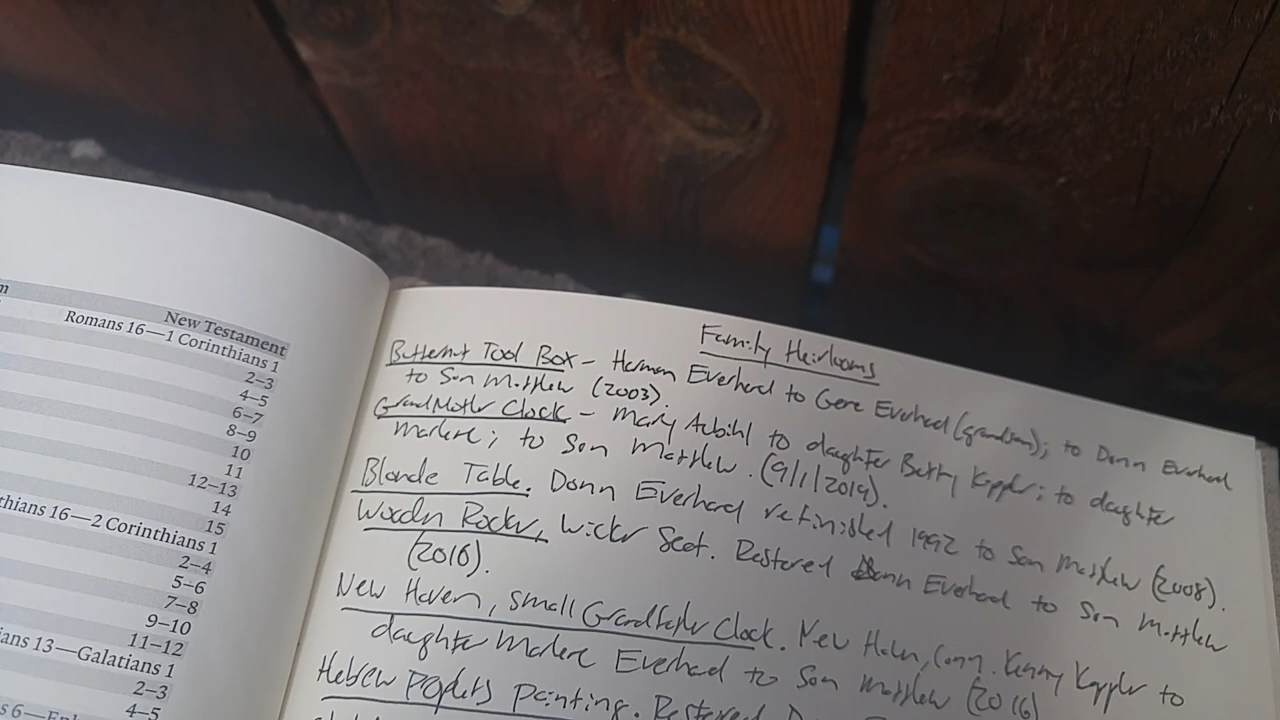 New Testament
Romans 16—1 Corinthians 1
2–3
4–5
6–7
8–9
10
11
12–13
14
15
thians 16—2 Corinthians 1
2–4
5–6
7–8
9–10
11–12
ians 13—Galatians 1
2–3
4–5
Family Heirlooms
Butternut Tool Box – Herman Everhard to Gene Everhard (grandson); to Donn Everhard
to Son Matthew (2003)
GrandMother Clock – Mary to daughter Betty Kappler; to daughter
Marlene; to Son Matthew. (9/1/2019).
Blonde Table. Donn Everhard refinished 1992 to Son Matthew (2008).
Wooden Rocker, Wicker Seat. Restored Donn Everhard to Son Matthew
(2016).
New Haven, small Grandfather Clock. New Haven, Conn. Kenny Kappler to
daughter Marlene Everhard to Son Matthew (2016)
Hebrew painting. Restored